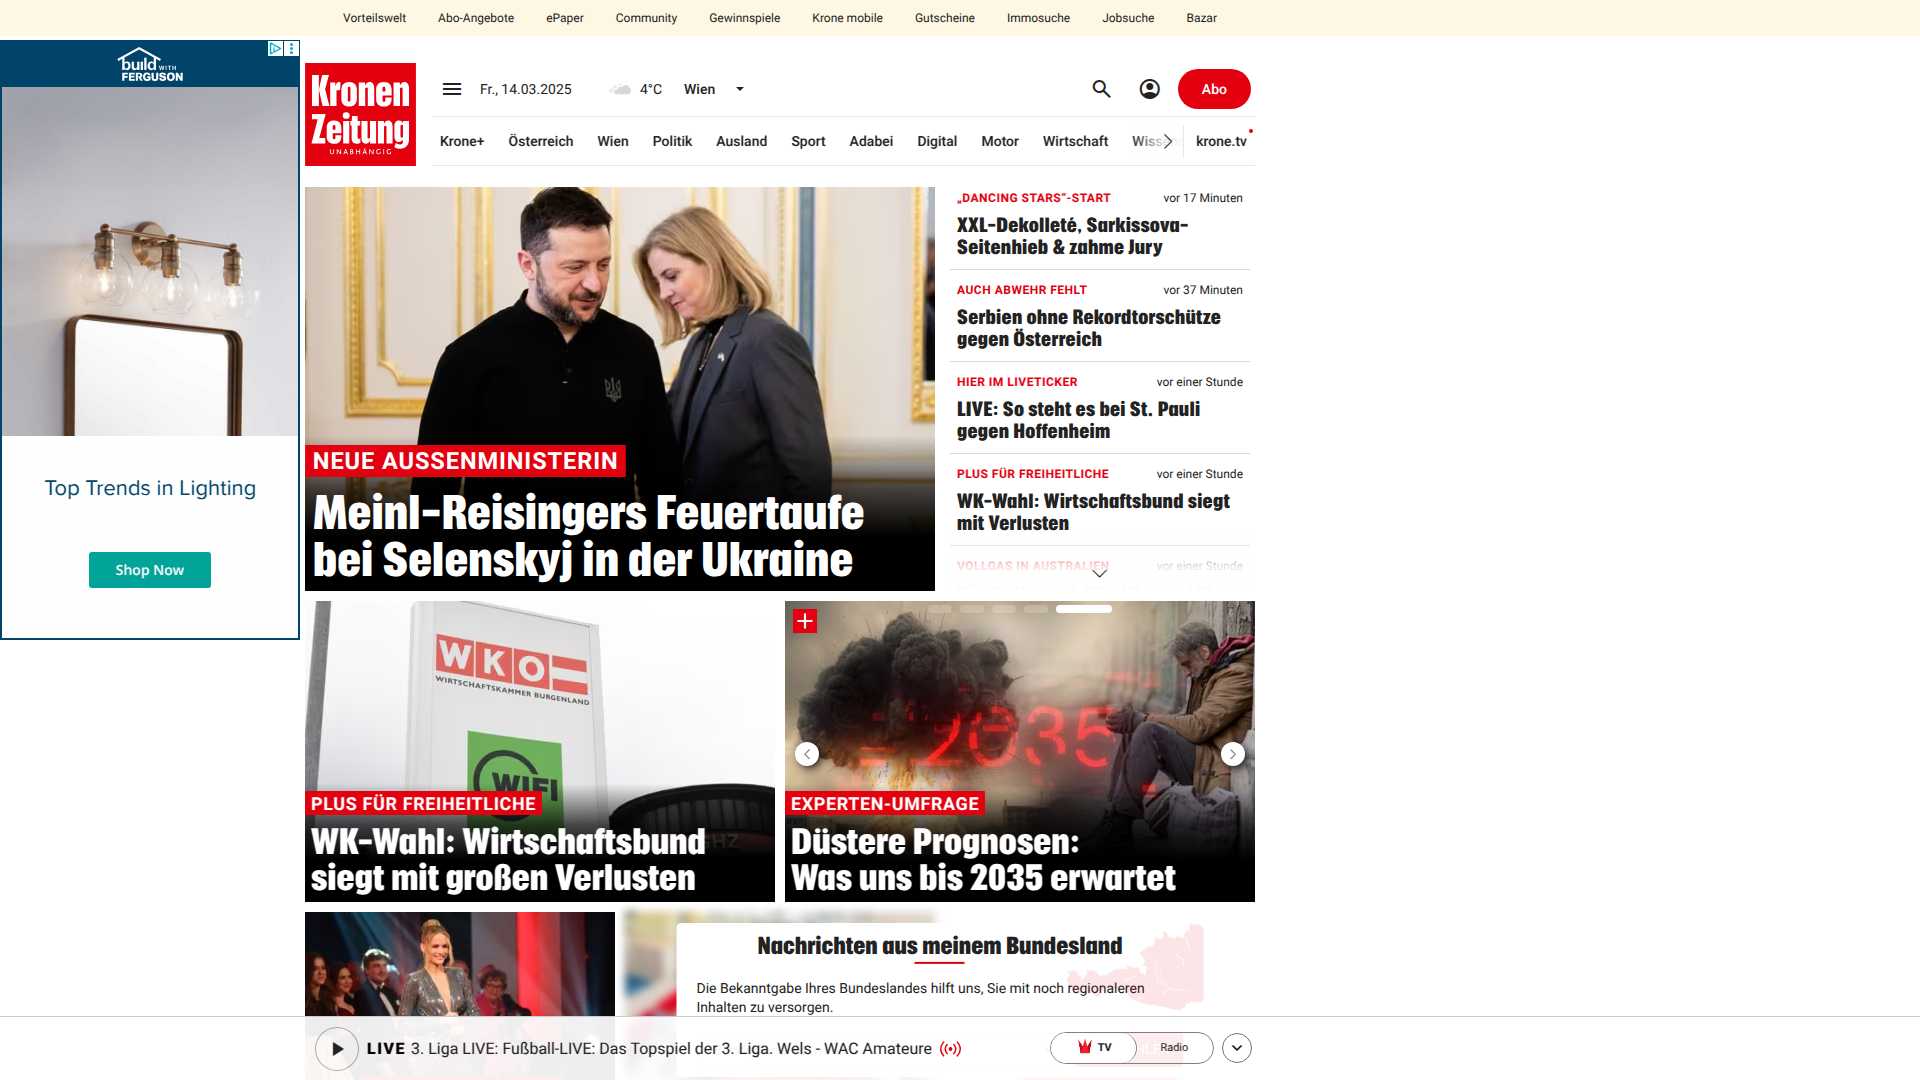 Vorteilswelt Abo-Angebote ePaper Community Gewinnspiele Krone mobile Gutscheine Immosuche Jobsuche Bazar
build WITH
FERGUSON
Top Trends in Lighting
Shop Now
Kronen
Zeitung
UNABHÄNGIG
Fr., 14.03.2025 4°C Wien
Abo
Krone+ Österreich Wien Politik Ausland Sport Adabei Digital Motor Wirtschaft krone.tv
NEUE AUSSENMINISTERIN
Meinl-Reisingers Feuertaufe
bei Selenskyj in der Ukraine
„DANCING STARS“-START vor 17 Minuten
XXL-Dekolleté, Sarkissova-
Seitenhieb & zahme Jury
AUCH ABWEHR FEHLT vor 37 Minuten
Serbien ohne Rekordtorschütze
gegen Österreich
HIER IM LIVETICKER vor einer Stunde
LIVE: So steht es bei St. Pauli
gegen Hoffenheim
PLUS FÜR FREIHEITLICHE vor einer Stunde
WK-Wahl: Wirtschaftsbund siegt
mit Verlusten
VOLLGAS IN AUSTRALIEN vor einer Stunde
WKO
WIRTSCHAFTSKAMMER BURGENLAND
WIFI
PLUS FÜR FREIHEITLICHE
WK-Wahl: Wirtschaftsbund
siegt mit großen Verlusten
2035
EXPERTEN-UMFRAGE
Düstere Prognosen:
Was uns bis 2035 erwartet
Nachrichten aus meinem Bundesland
Die Bekanntgabe Ihres Bundeslandes hilft uns, Sie mit noch regionaleren
Inhalten zu versorgen.
LIVE 3. Liga LIVE: Fußball-LIVE: Das Topspiel der 3. Liga. Wels - WAC Amateure
TV Radio